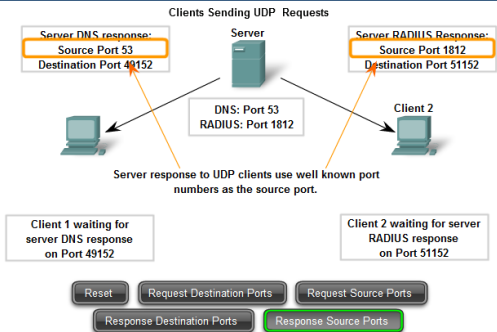 Clients Sending UDP Requests
Server DNS response:
Source Port 53
Destination Port 49152
Server
Server RADIUS Response:
Source Port 1812
Destination Port 51152
DNS: Port 53
RADIUS: Port 1812
Client 2
Server response to UDP clients use well known port
numbers as the source port.
Client 1 waiting for
server DNS response
on Port 49152
Client 2 waiting for server
RADIUS response
on Port 51152
Reset
Request Destination Ports
Request Source Ports
Response Destination Ports
Response Source Ports